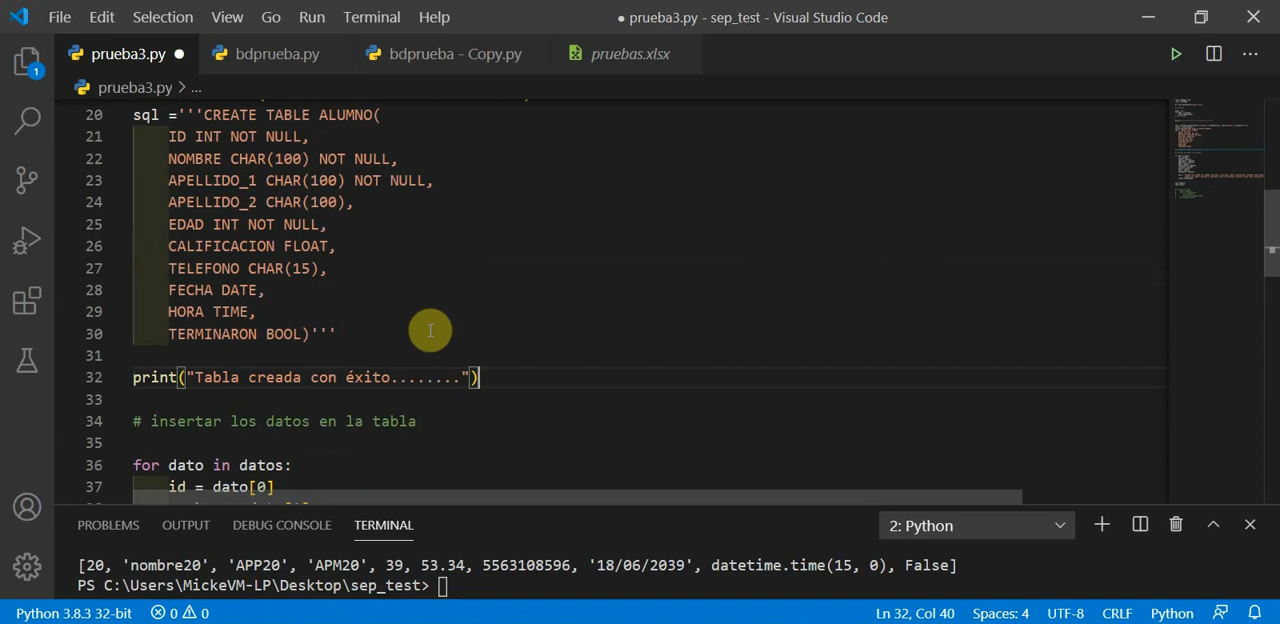 File Edit Selection View Go Run Terminal Help ● prueba3.py - sep_test - Visual Studio Code
prueba3.py ● bdprueba.py bdprueba - Copy.py pruebas.xlsx
1
prueba3.py > ...
20 sql ='''CREATE TABLE ALUMNO(
21 ID INT NOT NULL,
22 NOMBRE CHAR(100) NOT NULL,
23 APELLIDO_1 CHAR(100) NOT NULL,
24 APELLIDO_2 CHAR(100),
25 EDAD INT NOT NULL,
26 CALIFICACION FLOAT,
27 TELEFONO CHAR(15),
28 FECHA DATE,
29 HORA TIME,
30 TERMINARON BOOL)'''
31
32 print("Tabla creada con éxito........")
33
34 # insertar los datos en la tabla
35
36 for dato in datos:
37 id = dato[0]
PROBLEMS OUTPUT DEBUG CONSOLE TERMINAL 2: Python
[20, 'nombre20', 'APP20', 'APM20', 39, 53.34, 5563108596, '18/06/2039', datetime.time(15, 0), False]
PS C:\Users\MickeVM-LP\Desktop\sep_test>
Python 3.8.3 32-bit 0 0 Ln 32, Col 40 Spaces: 4 UTF-8 CRLF Python